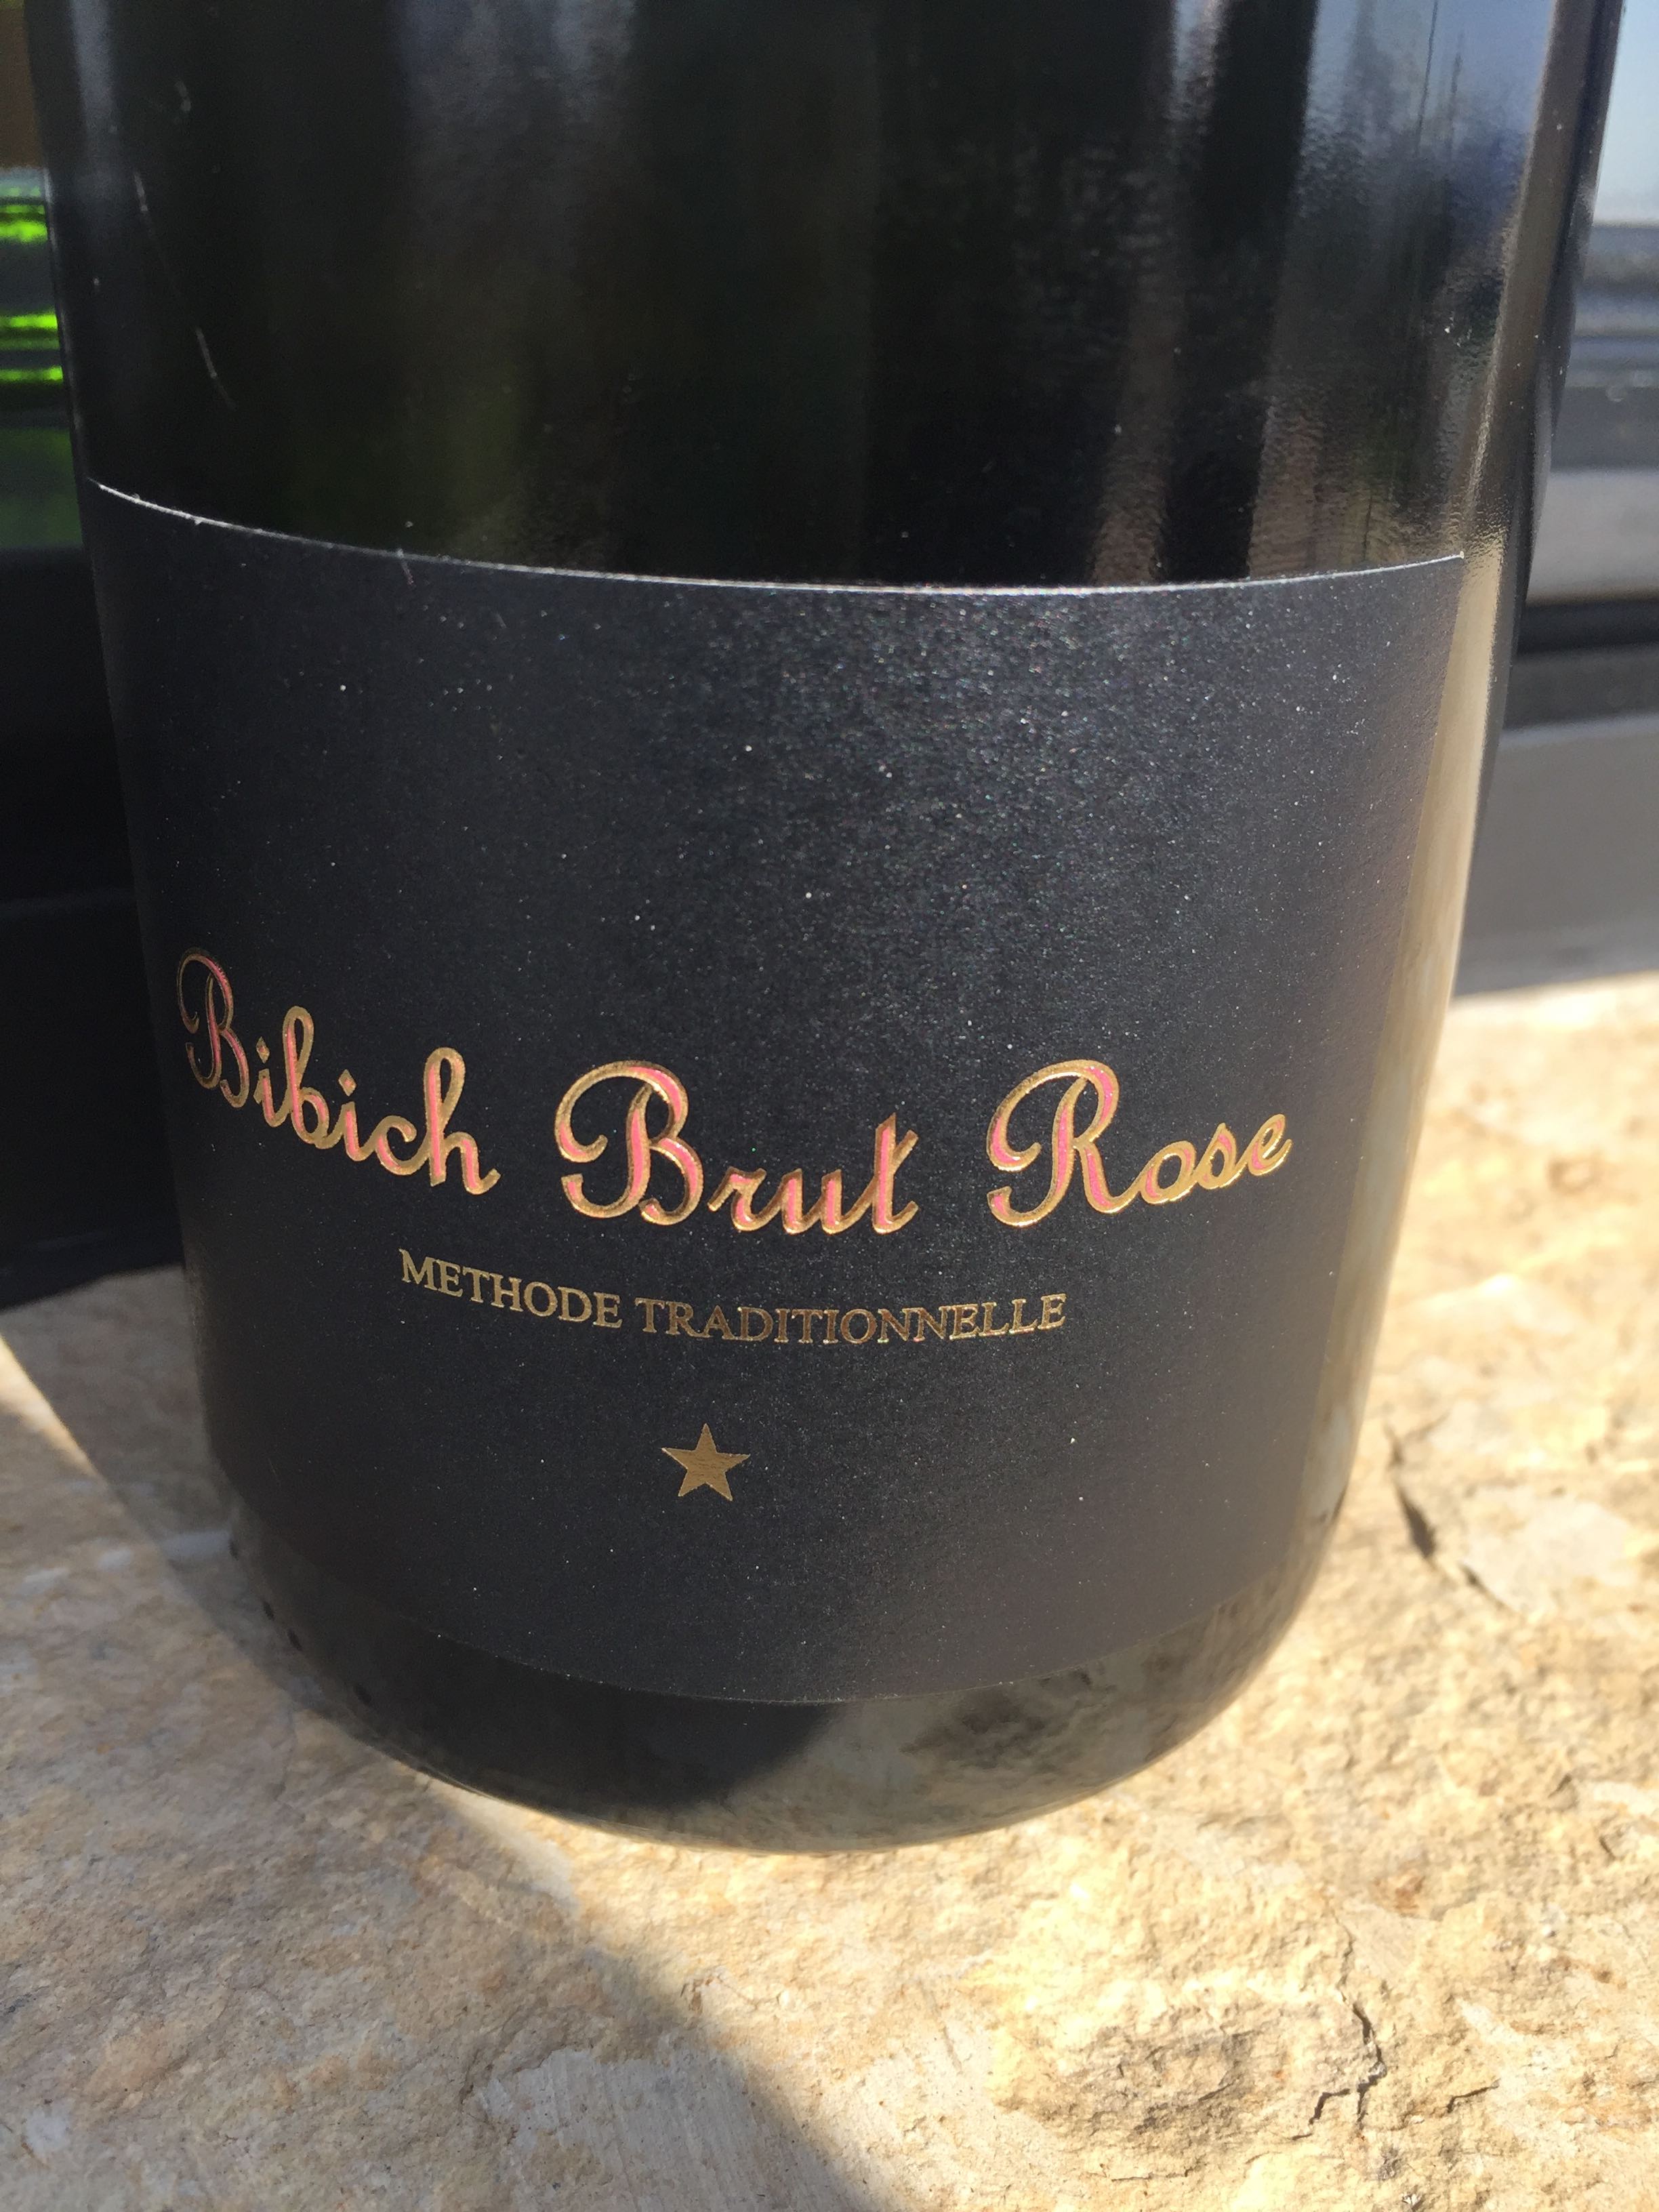 Bibich Brut Rose
METHODE TRADITIONNELLE